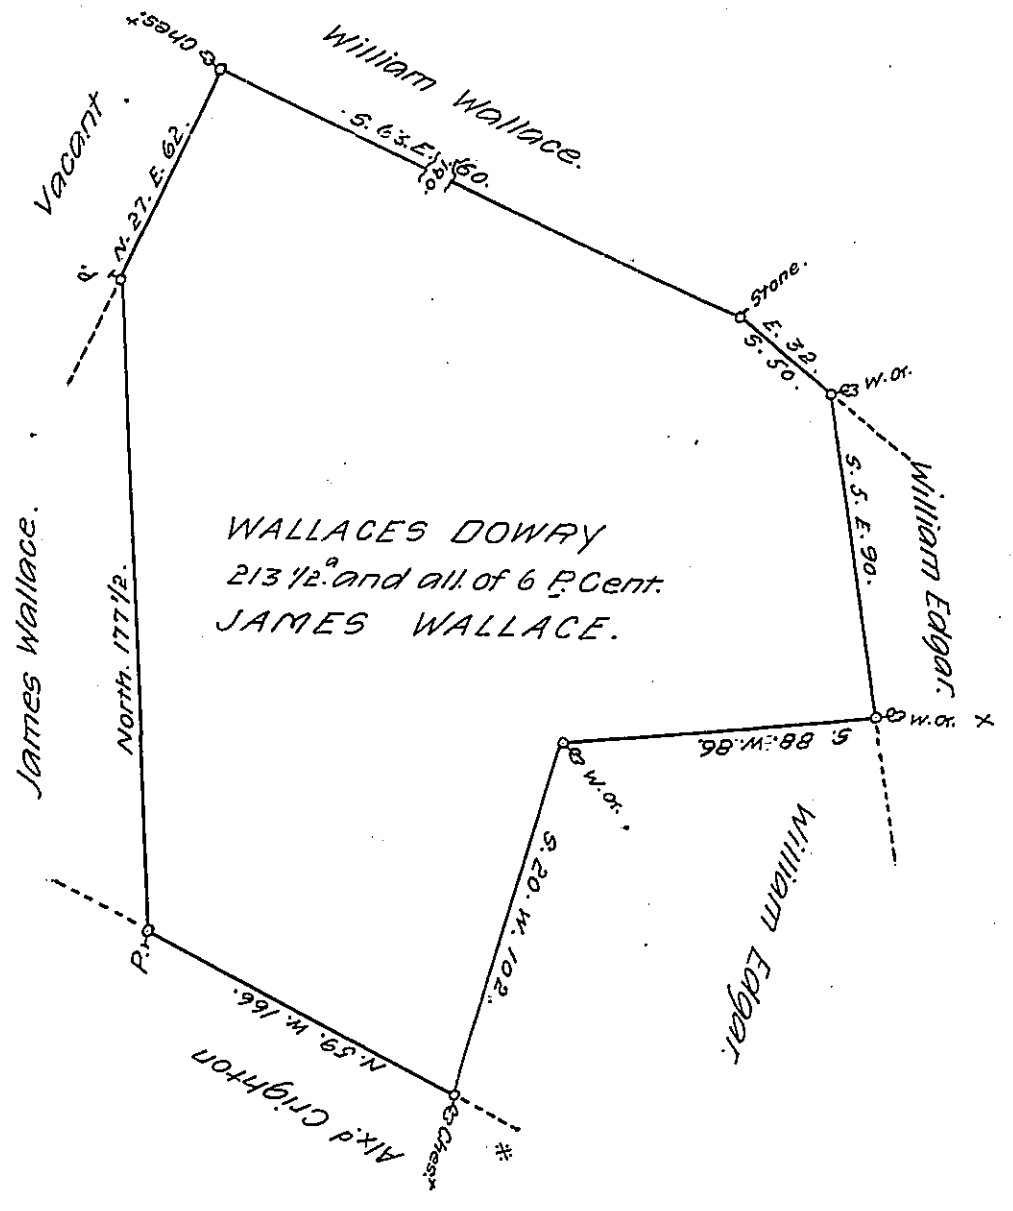 Ches.x
William Wallace.
Vacant
N. 27. E. 62.
S. 63. E. 160.
po.
P.
Stone.
S. 50. E. 32.
W.or.
S. 5. E. 90.
William Edgar.
WALLACES DOWRY
213 1/2.a and all. of 6 P. Cent.
JAMES WALLACE.
James Wallace.
North. 177 1/2.
W.or. X
S. 88. W. 86.
W.or.
S. 20. W. 102.
William Edgar.
P.
N. 59. W. 166.
Alx.d Crighton
Ches.x